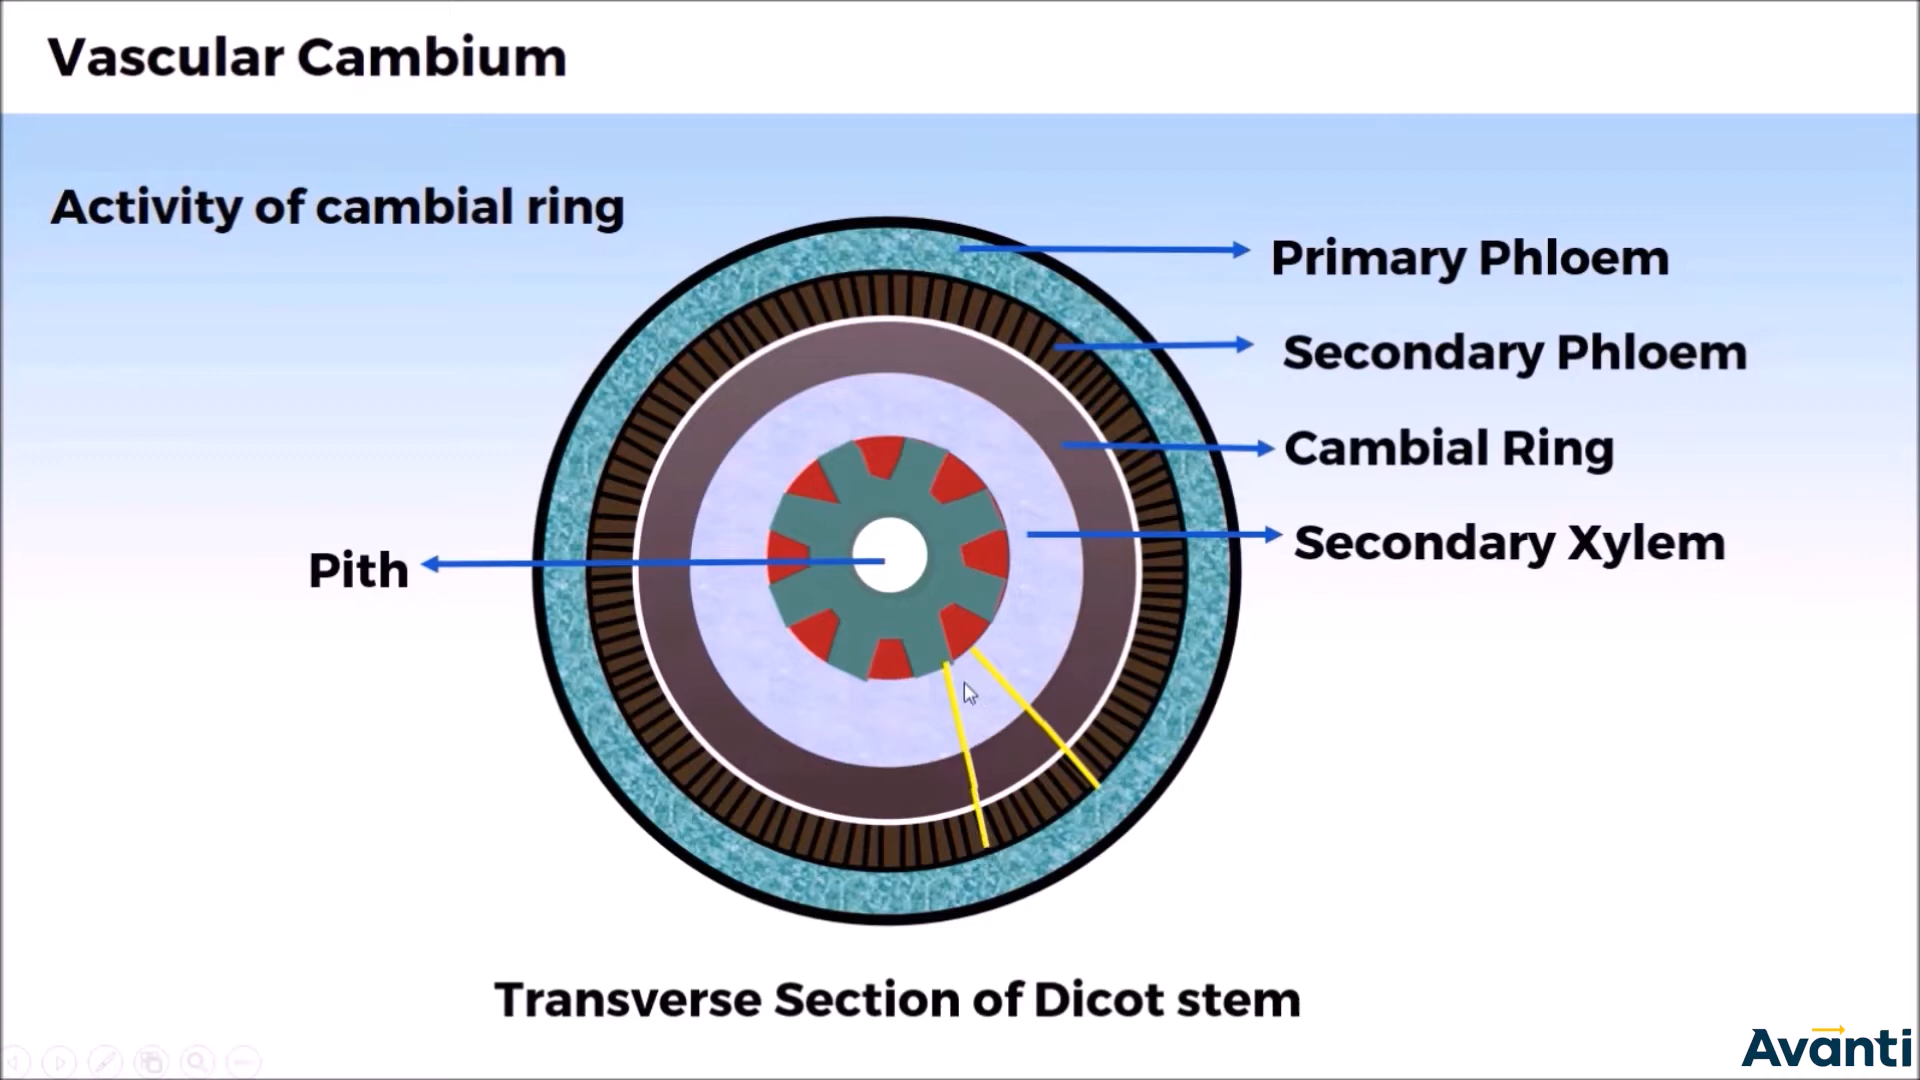 Vascular Cambium
Activity of cambial ring
Primary Phloem
Secondary Phloem
Cambial Ring
Secondary Xylem
Pith
Transverse Section of Dicot stem
Avanti